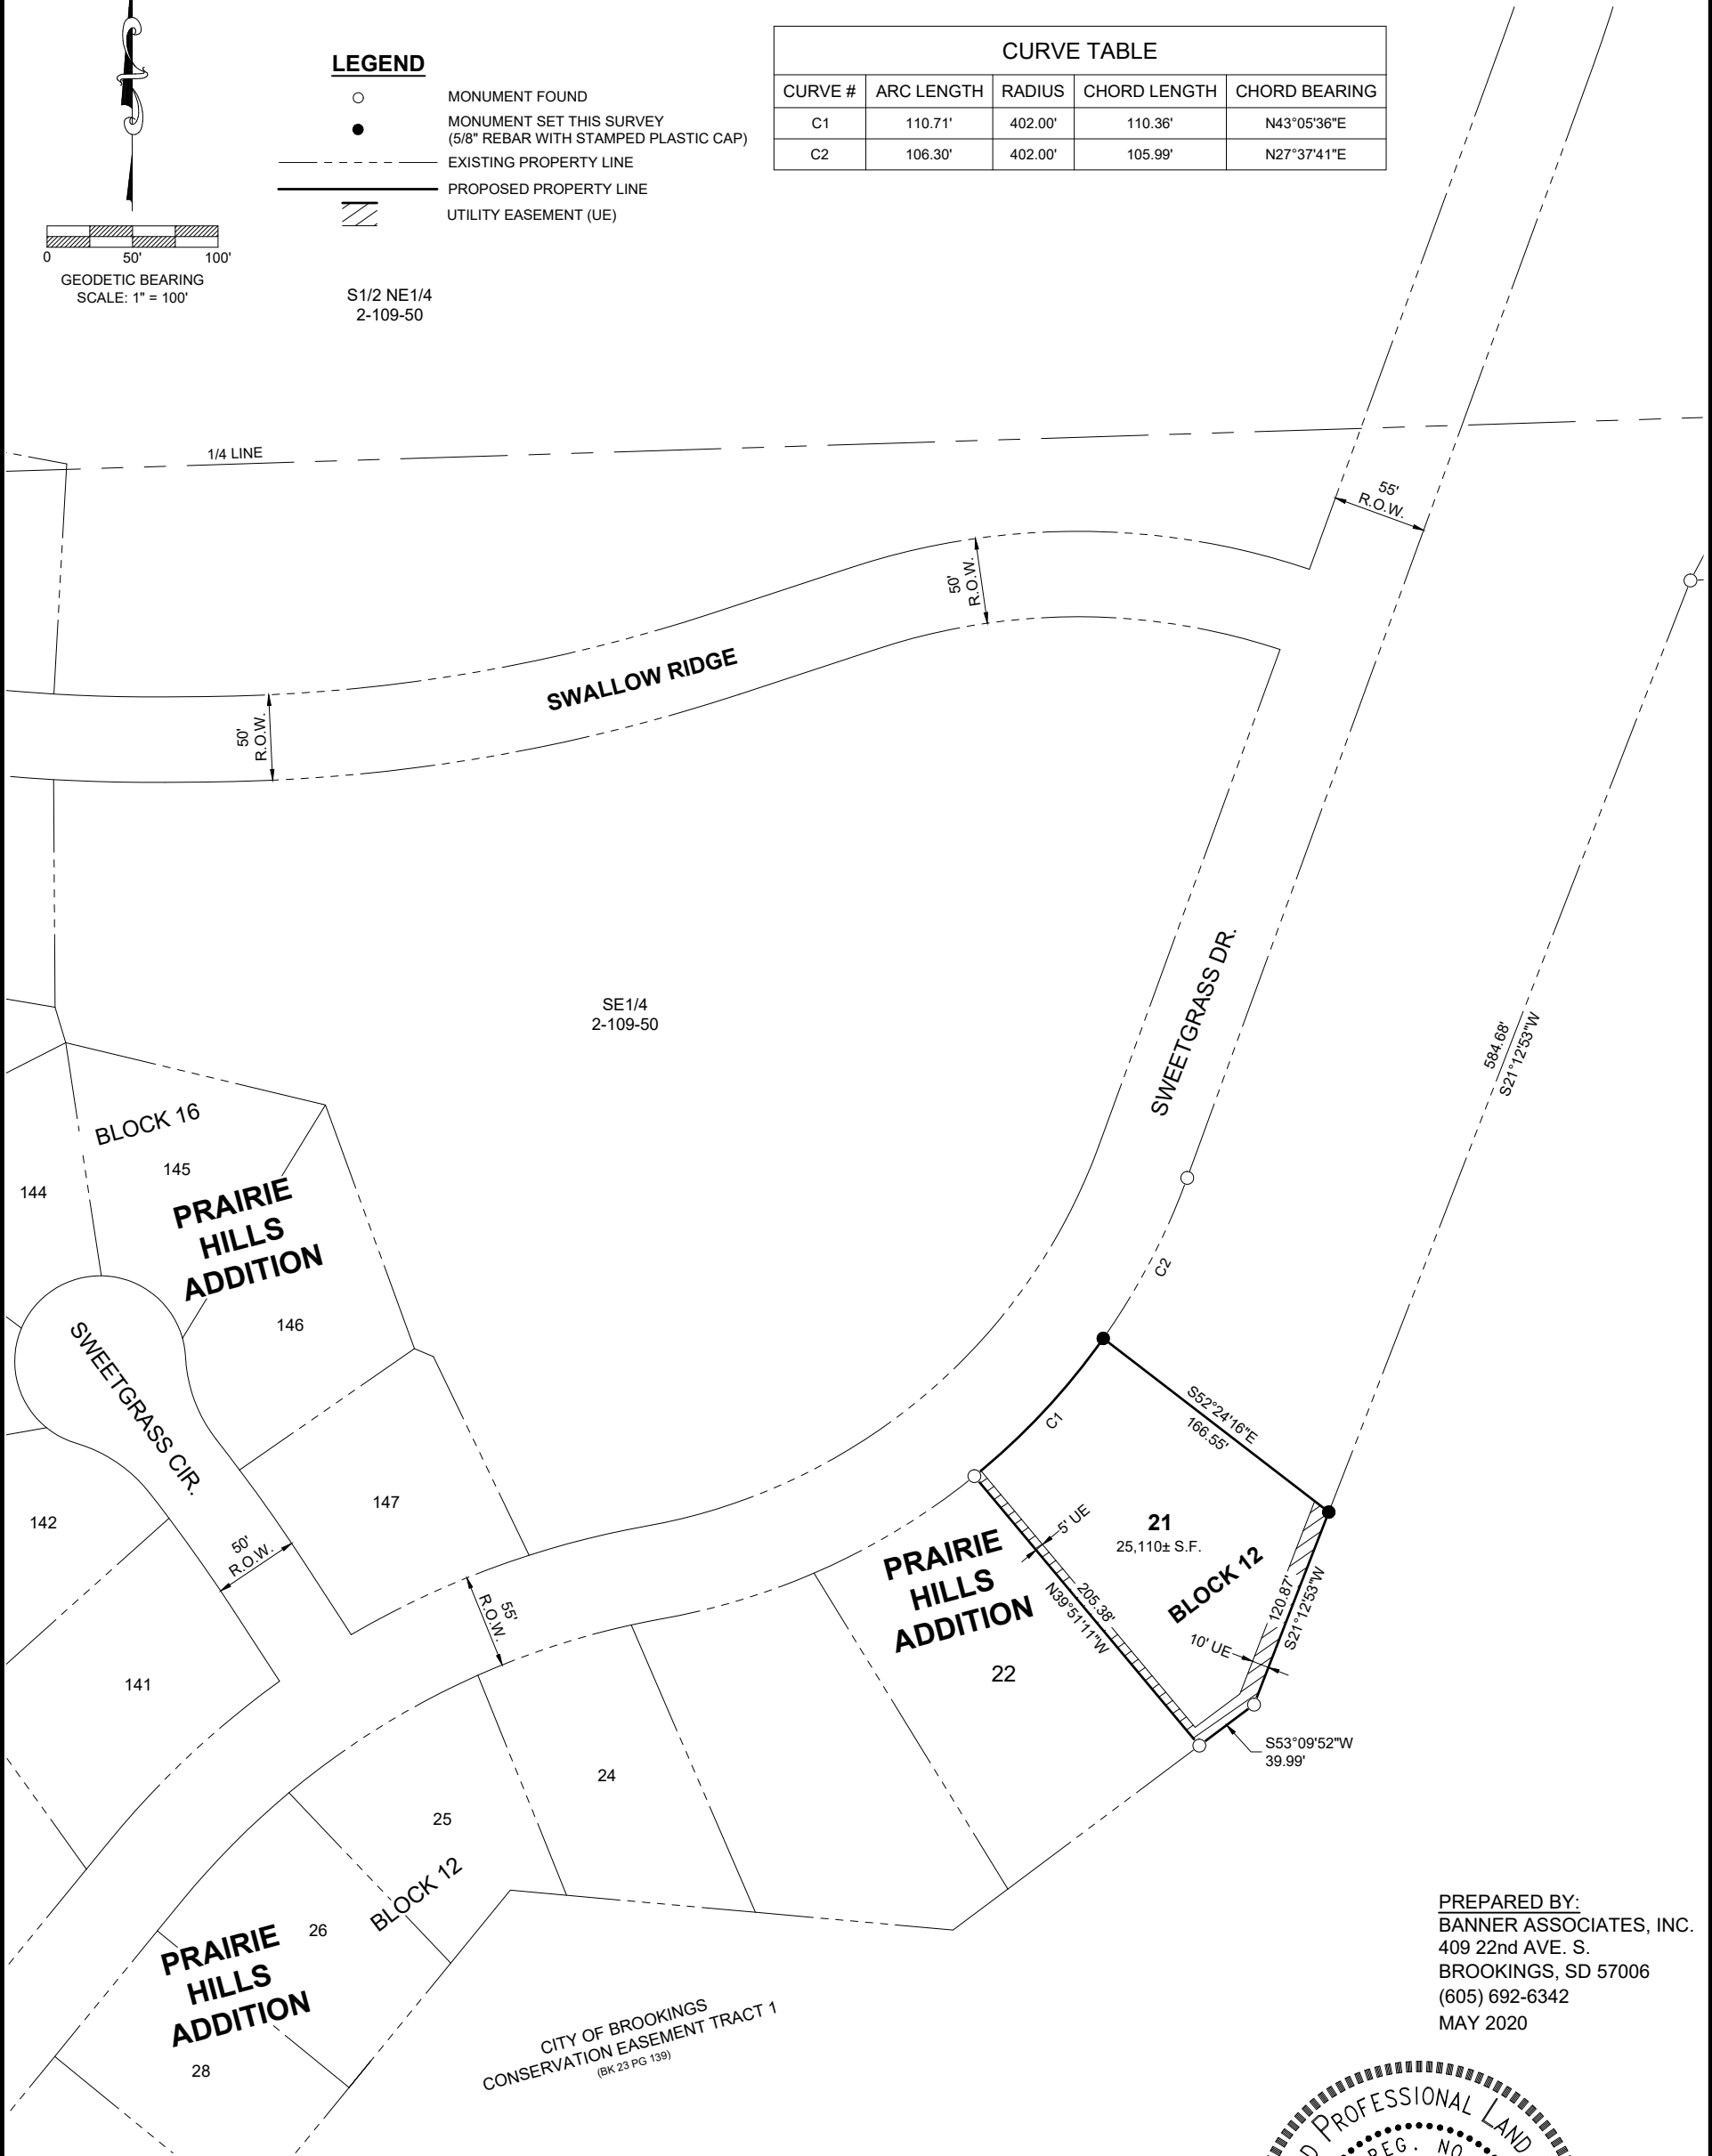 LEGEND
MONUMENT FOUND
MONUMENT SET THIS SURVEY
(5/8" REBAR WITH STAMPED PLASTIC CAP)
EXISTING PROPERTY LINE
PROPOSED PROPERTY LINE
UTILITY EASEMENT (UE)
0 50' 100'
GEODETIC BEARING
SCALE: 1" = 100'
S1/2 NE1/4
2-109-50
CURVE TABLE
CURVE # ARC LENGTH RADIUS CHORD LENGTH CHORD BEARING
C1 110.71' 402.00' 110.36' N43°05'36"E
C2 106.30' 402.00' 105.99' N27°37'41"E
1/4 LINE
55'
R.O.W.
50'
R.O.W.
SWALLOW RIDGE
50'
R.O.W.
SWEETGRASS DR.
SE1/4
2-109-50
584.68'
S21°12'53"W
BLOCK 16
145
144
PRAIRIE
HILLS
ADDITION
146
C2
SWEETGRASS CIR.
C1
S52°24'16"E
166.55'
147
142
50'
R.O.W.
5' UE
21
25,110± S.F.
BLOCK 12
PRAIRIE
HILLS
ADDITION
22
205.38'
N39°51'11"W
120.87'
S21°12'53"W
10' UE
55'
R.O.W.
141
S53°09'52"W
39.99'
24
25
BLOCK 12
26
PRAIRIE
HILLS
ADDITION
28
CITY OF BROOKINGS
CONSERVATION EASEMENT TRACT 1
(BK 23 PG 139)
PREPARED BY:
BANNER ASSOCIATES, INC.
409 22nd AVE. S.
BROOKINGS, SD 57006
(605) 692-6342
MAY 2020
PROFESSIONAL LAND
REG. NO